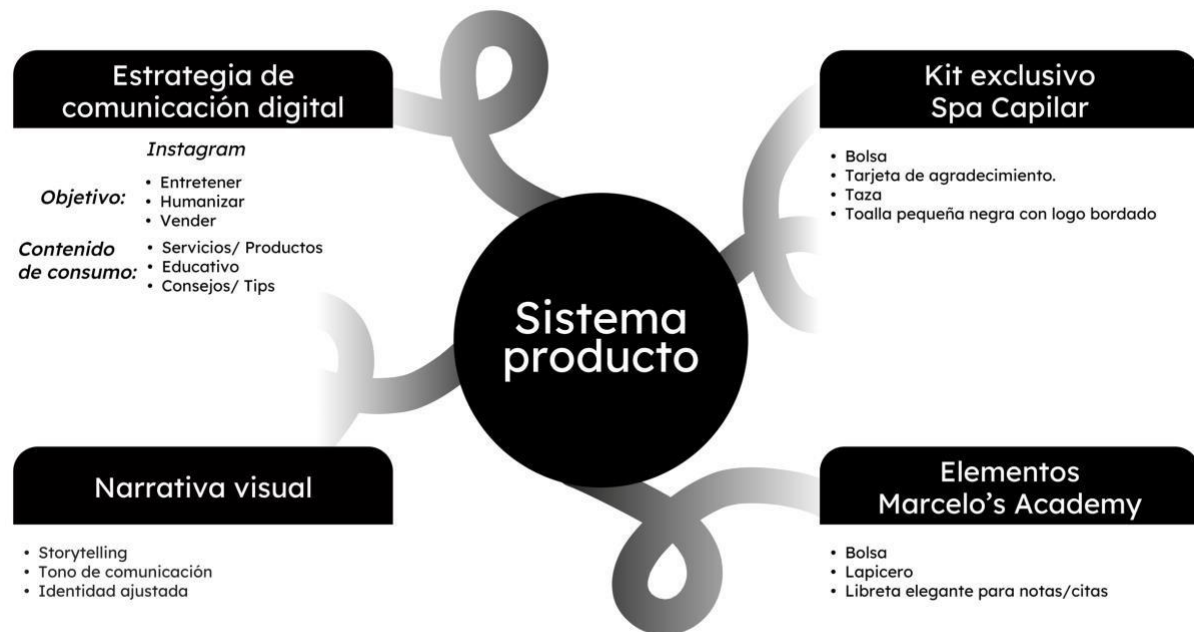 Estrategia de
comunicación digital
Instagram
Objetivo:
• Entretener
• Humanizar
• Vender
Contenido
de consumo:
• Servicios/ Productos
• Educativo
• Consejos/ Tips
Kit exclusivo
Spa Capilar
• Bolsa
• Tarjeta de agradecimiento.
• Taza
• Toalla pequeña negra con logo bordado
Sistema
producto
Narrativa visual
• Storytelling
• Tono de comunicación
• Identidad ajustada
Elementos
Marcelo’s Academy
• Bolsa
• Lapicero
• Libreta elegante para notas/citas